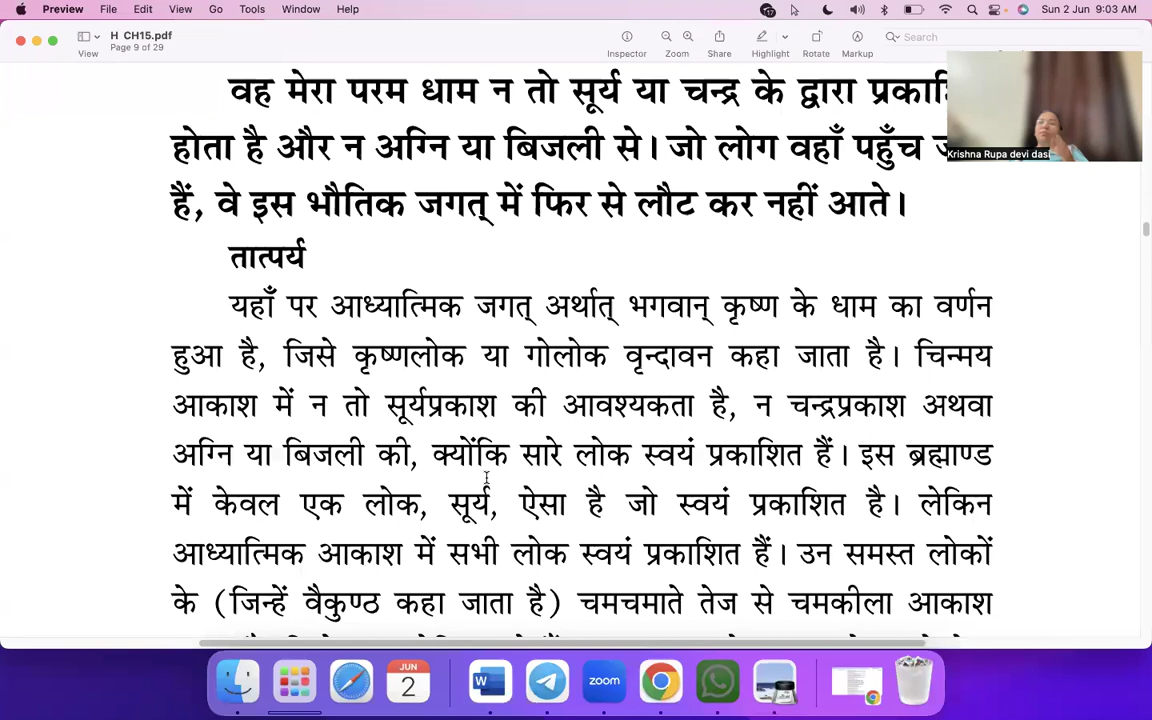 Preview File Edit View Go Tools Window Help 17 Sun 2 Jun 9:03 AM
H CH15.pdf
Page 9 of 29
View Inspector Zoom Share Highlight Rotate Markup Search
वह मेरा परम धाम न तो सूर्य या चन्द्र के द्वारा
होता है और न अग्नि या बिजली से। जो लोग वहाँ पहुँच
हैं, वे इस भौतिक जगत् में फिर से लौट कर नहीं आते।
Krishna Rupa devi dasi
तात्पर्य
यहाँ पर आध्यात्मिक जगत् अर्थात् भगवान् कृष्ण के धाम का वर्णन
हुआ है, जिसे कृष्णलोक या गोलोक वृन्दावन कहा जाता है। चिन्मय
आकाश में न तो सूर्यप्रकाश की आवश्यकता है, न चन्द्रप्रकाश अथवा
अग्नि या बिजली की, क्योंकि सारे लोक स्वयं प्रकाशित हैं। इस ब्रह्माण्ड
में केवल एक लोक, सूर्य, ऐसा है जो स्वयं प्रकाशित है। लेकिन
आध्यात्मिक आकाश में सभी लोक स्वयं प्रकाशित हैं। उन समस्त लोकों
के (जिन्हें वैकुण्ठ कहा जाता है) चमचमाते तेज से चमकीला आकाश
JUN
2
W
zoom